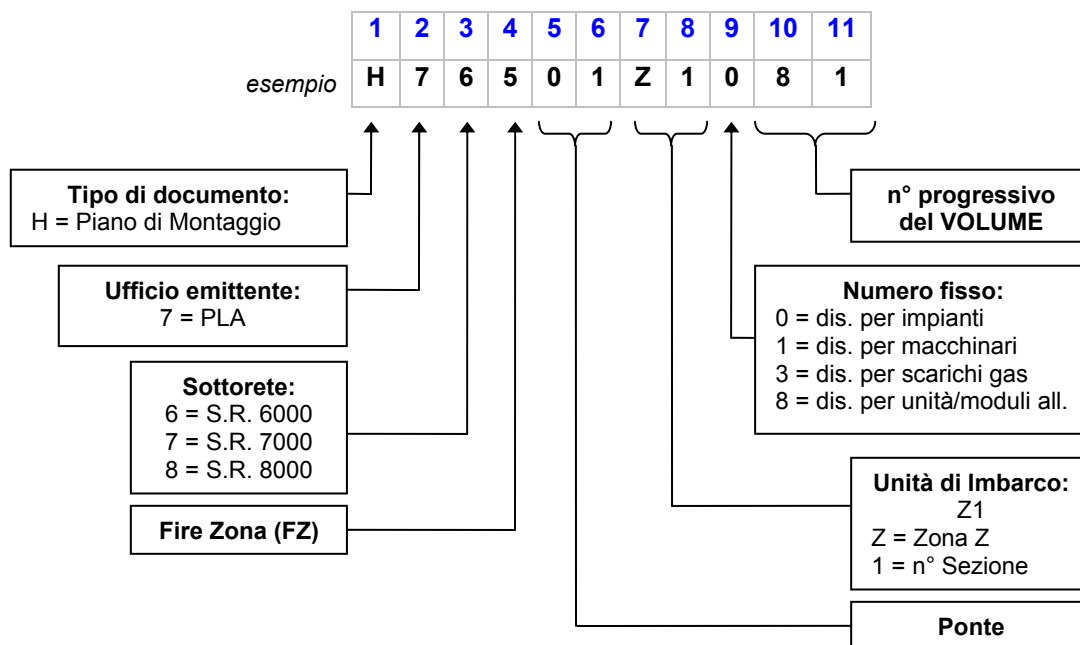 1 2 3 4 5 6 7 8 9 10 11
esempio H 7 6 5 0 1 Z 1 0 8 1
Tipo di documento:
H = Piano di Montaggio
Ufficio emittente:
7 = PLA
Sottorete:
6 = S.R. 6000
7 = S.R. 7000
8 = S.R. 8000
Fire Zona (FZ)
n° progressivo
del VOLUME
Numero fisso:
0 = dis. per impianti
1 = dis. per macchinari
3 = dis. per scarichi gas
8 = dis. per unità/moduli all.
Unità di Imbarco:
Z1
Z = Zona Z
1 = n° Sezione
Ponte